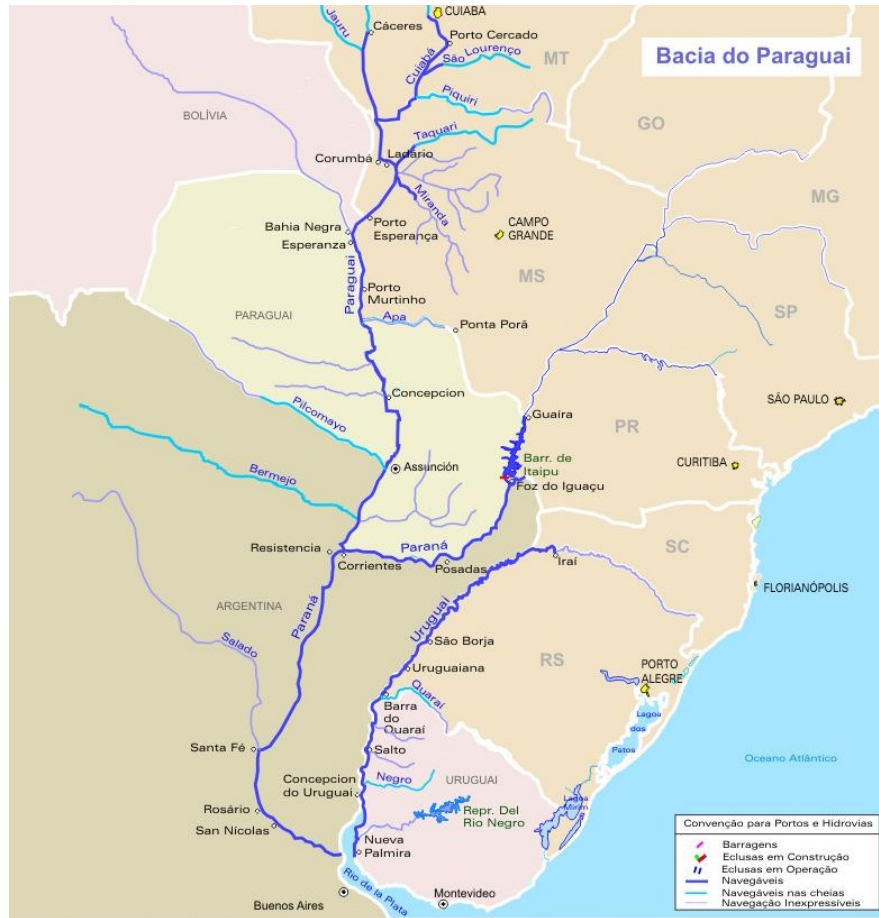 CUIABA
Cáceres
Jauru
Porto Cercado
Cuiabá
São Lourenço
MT
Bacia do Paraguai
Piquiri
GO
BOLÍVIA
Taquari
Corumbá
Ladário
MG
Miranda
Bahia Negra
Porto
Esperança
CAMPO
GRANDE
Esperanza
Paraguai
MS
Porto
Murtinho
PARAGUAI
Apa
Ponta Porã
SP
Concepcion
Pilcomayo
Guaíra
SÃO PAULO
PR
Bermejo
Assunción
Barr. de
Itaipu
CURITIBA
Foz do Iguaçu
Resistencia
Corrientes
Paraná
Posadas
Iraí
SC
FLORIANÓPOLIS
ARGENTINA
Paraná
Uruguai
Salado
São Borja
RS
Uruguaiana
PORTO
ALEGRE
Quaraí
Barra
do
Quaraí
Lagoa
dos
Patos
Santa Fé
Salto
Oceano Atlântico
Concepcion
do Uruguai
Negro
URUGUAI
Repr. Del
Rio Negro
Lagoa
Mirim
Rosário
San Nícolas
Nueva
Palmira
Rio de la Plata
Buenos Aires
Montevideo
Convenção para Portos e Hidrovias
Barragens
Eclusas em Construção
Eclusas em Operação
Navegáveis
Navegáveis nas cheias
Navegação Inexpressíveis